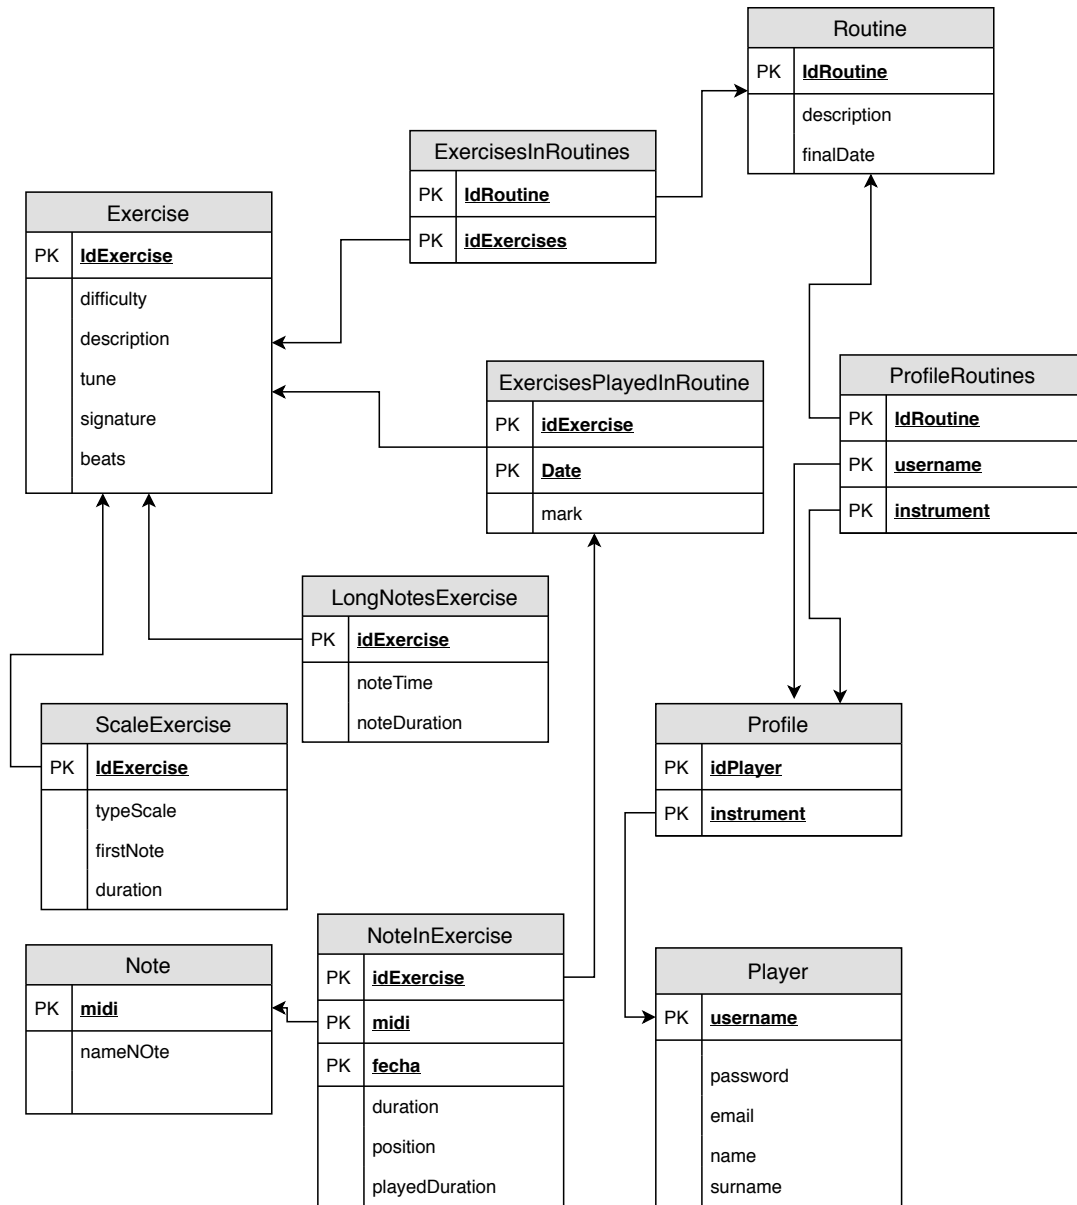 Routine
PK IdRoutine
description
finalDate
ExercisesInRoutines
PK IdRoutine
PK idExercises
Exercise
PK IdExercise
difficulty
description
tune
signature
beats
ExercisesPlayedInRoutine
PK idExercise
PK Date
mark
ProfileRoutines
PK IdRoutine
PK username
PK instrument
LongNotesExercise
PK idExercise
noteTime
noteDuration
ScaleExercise
PK IdExercise
typeScale
firstNote
duration
Profile
PK idPlayer
PK instrument
Note
PK midi
nameNOte
NoteInExercise
PK idExercise
PK midi
PK fecha
duration
position
playedDuration
Player
PK username
password
email
name
surname